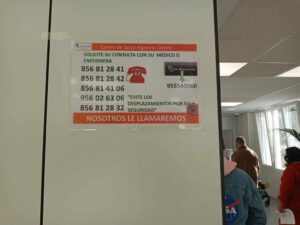 Centro de Salud Algeciras Centro
SOLICITE SU CONSULTA CON SU MÉDICO O
ENFERMERA
856 81 28 41
856 81 28 42
856 81 41 06
956 02 63 06
856 81 28 32
955545060
"EVITE LOS
DESPLAZAMIENTOS POR SU
SEGURIDAD"
NOSOTROS LE LLAMAREMOS
NASA